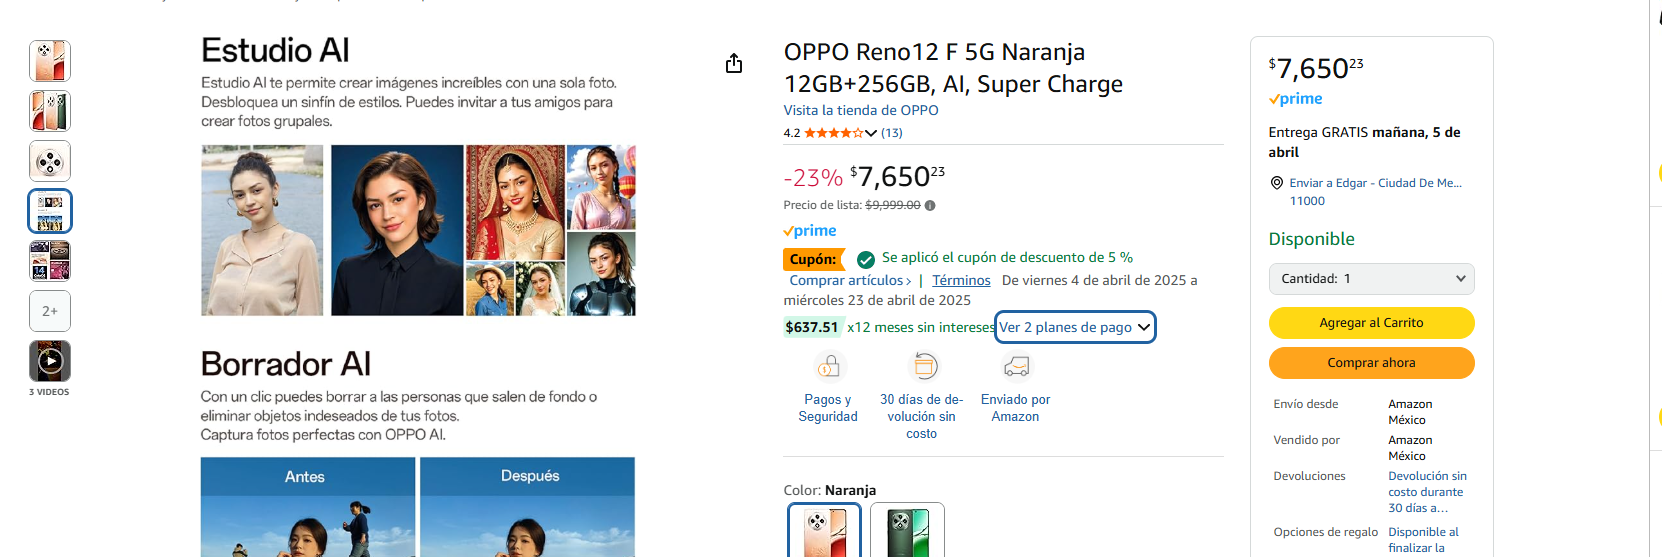 Estudio AI
Estudio AI te permite crear imágenes increíbles con una sola foto.
Desbloquea un sinfín de estilos. Puedes invitar a tus amigos para
crear fotos grupales.
Borrador AI
Con un clic puedes borrar a las personas que salen de fondo o
eliminar objetos indeseados de tus fotos.
Captura fotos perfectas con OPPO AI.
Antes
Después
2+
3 VIDEOS
OPPO Reno12 F 5G Naranja
12GB+256GB, AI, Super Charge
Visita la tienda de OPPO
4.2 (13)
-23% $7,65023
Precio de lista: $9,999.00
prime
Cupón: Se aplicó el cupón de descuento de 5 %
Comprar artículos › | Términos De viernes 4 de abril de 2025 a
miércoles 23 de abril de 2025
$637.51 x12 meses sin intereses Ver 2 planes de pago
Pagos y
Seguridad
30 días de de-
volución sin
costo
Enviado por
Amazon
Color: Naranja
$7,65023
prime
Entrega GRATIS mañana, 5 de
abril
Enviar a Edgar - Ciudad De Me...
11000
Disponible
Cantidad: 1
Agregar al Carrito
Comprar ahora
Envío desde Amazon
México
Vendido por Amazon
México
Devoluciones Devolución sin
costo durante
30 días a...
Opciones de regalo Disponible al
finalizar la